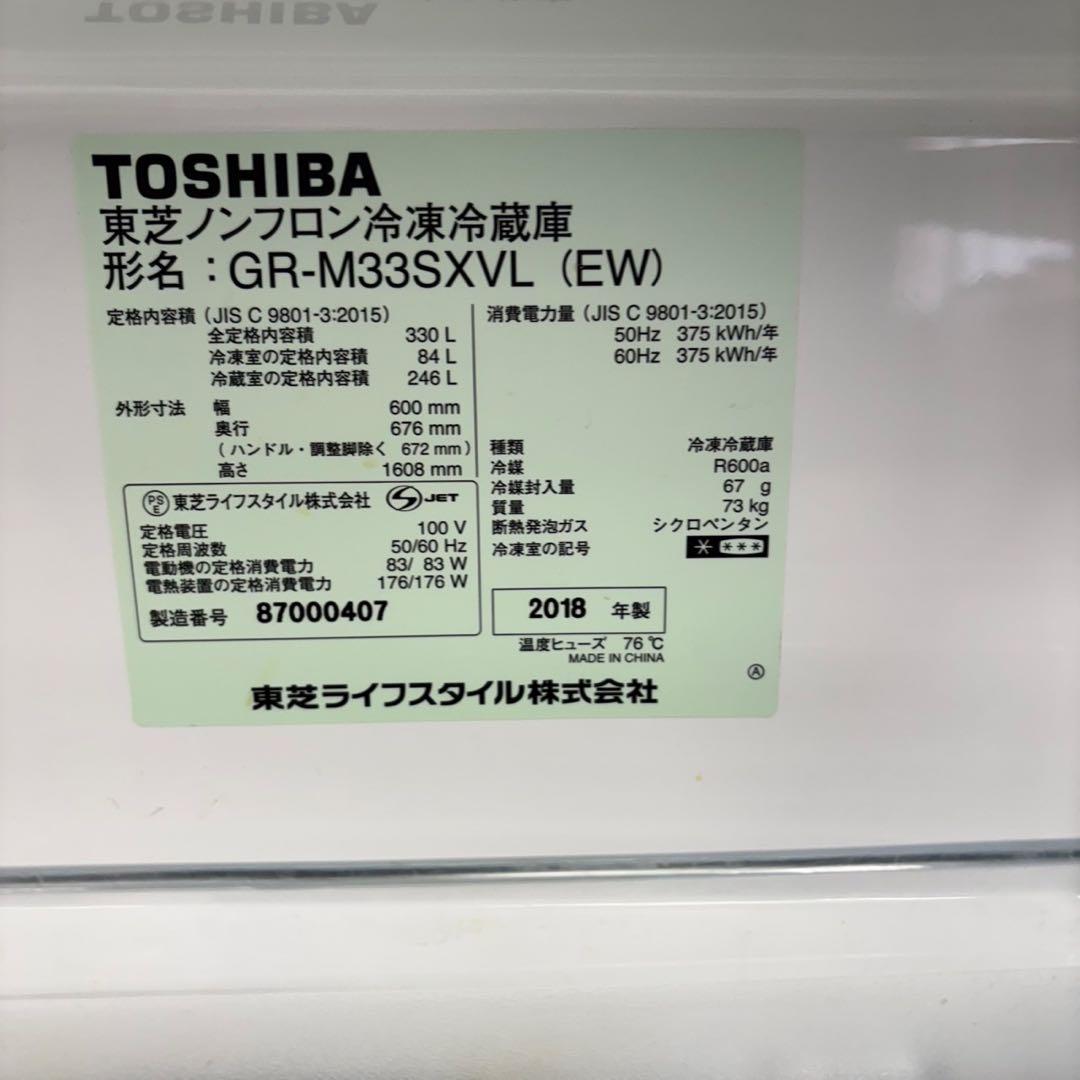 TOSHIBA
TOSHIBA
東芝ノンフロン冷凍冷蔵庫
形名：GR-M33SXVL (EW)
定格内容積 (JIS C 9801-3:2015)
全定格内容積 330 L
冷凍室の定格内容積 84 L
冷蔵室の定格内容積 246 L
外形寸法 幅 600 mm
奥行 676 mm
(ハンドル・調整脚除く 672 mm)
高さ 1608 mm
消費電力量 (JIS C 9801-3:2015)
50Hz 375 kWh/年
60Hz 375 kWh/年
種類 冷凍冷蔵庫
冷媒 R600a
冷媒封入量 67 g
質量 73 kg
断熱発泡ガス シクロペンタン
冷凍室の記号
PSE 東芝ライフスタイル株式会社 S JET
定格電圧 100 V
定格周波数 50/60 Hz
電動機の定格消費電力 83/ 83 W
電熱装置の定格消費電力 176/176 W
製造番号 87000407
2018 年製
温度ヒューズ 76℃
MADE IN CHINA
Ⓐ
東芝ライフスタイル株式会社